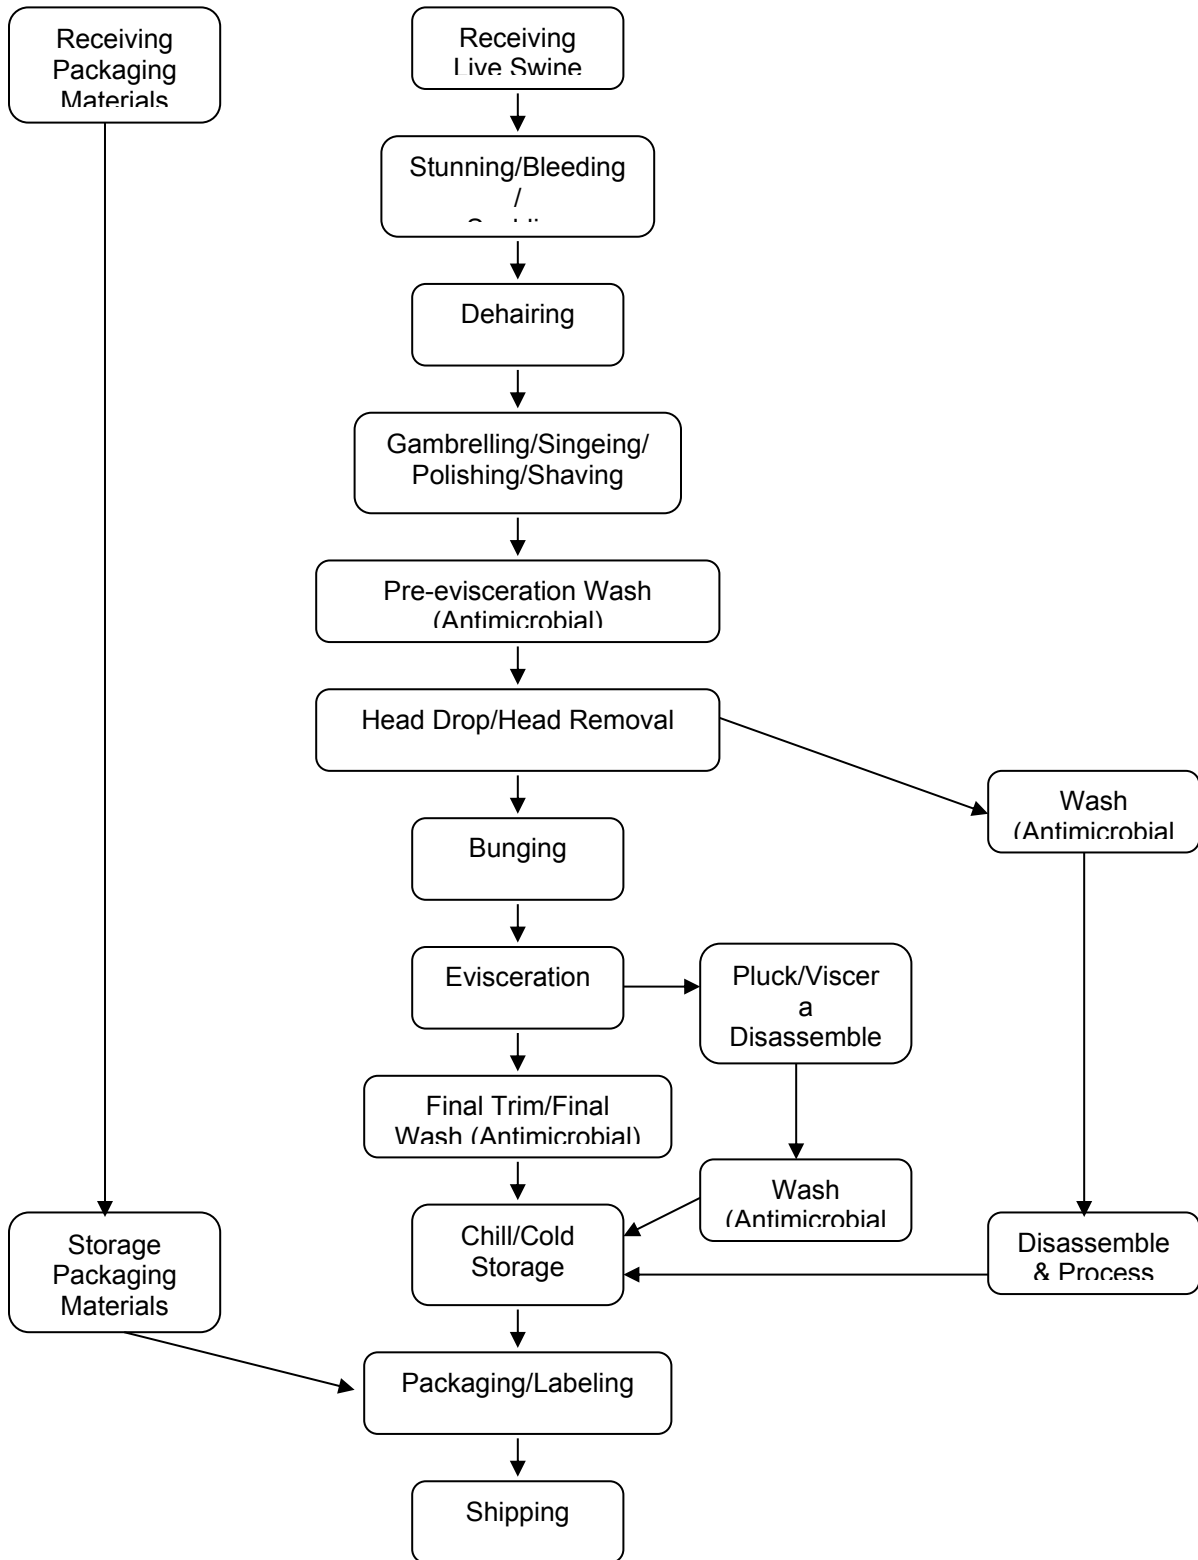 Receiving
Packaging
Materials
Receiving
Live Swine
Stunning/Bleeding
/
Dehairing
Gambrelling/Singeing/
Polishing/Shaving
Pre-evisceration Wash
(Antimicrobial)
Head Drop/Head Removal
Wash
(Antimicrobial
Bunging
Evisceration
Pluck/Viscer
a
Disassemble
Final Trim/Final
Wash (Antimicrobial)
Wash
(Antimicrobial
Chill/Cold
Storage
Disassemble
& Process
Storage
Packaging
Materials
Packaging/Labeling
Shipping